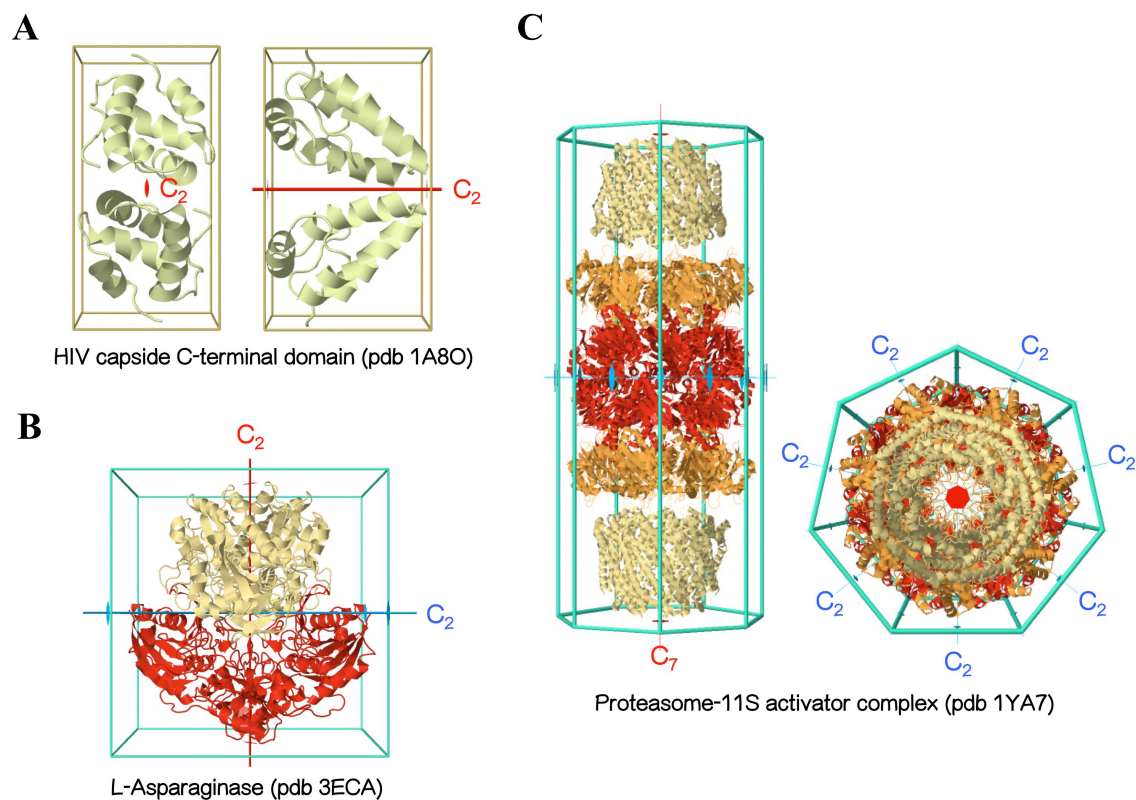 A
C₂
C₂
HIV capside C-terminal domain (pdb 1A8O)
B
C₂
C₂
L-Asparaginase (pdb 3ECA)
C
C₇
C₂
C₂
C₂
C₂
C₂
C₂
C₂
Proteasome-11S activator complex (pdb 1YA7)